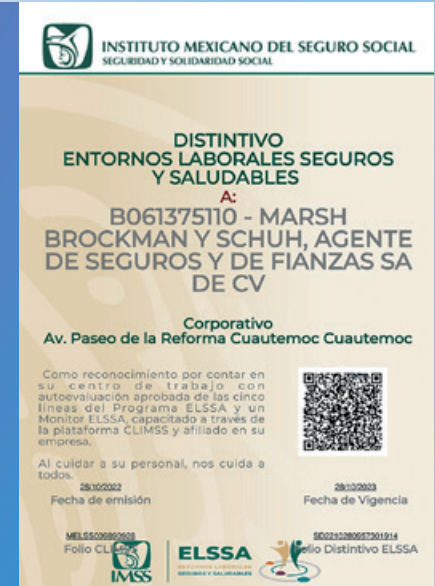 INSTITUTO MEXICANO DEL SEGURO SOCIAL
SEGURIDAD Y SOLIDARIDAD SOCIAL
DISTINTIVO
ENTORNOS LABORALES SEGUROS
Y SALUDABLES
A:
B061375110 - MARSH
BROCKMAN Y SCHUH, AGENTE
DE SEGUROS Y DE FIANZAS SA
DE CV
Corporativo
Av. Paseo de la Reforma Cuautemoc Cuautemoc
Como reconocimiento por contar en
su centro de trabajo con
autoevaluación aprobada de las cinco
líneas del Programa ELSSA y un
Monitor ELSSA, capacitado a través de
la plataforma CLIMSS y afiliado en su
empresa.
Al cuidar a su personal, nos cuida a
todos.
28/10/2022
Fecha de emisión
28/10/2023
Fecha de Vigencia
Folio
Folio Distintivo ELSSA
IMSS
ELSSA
ENTORNOS LABORALES
SEGUROS Y SALUDABLES